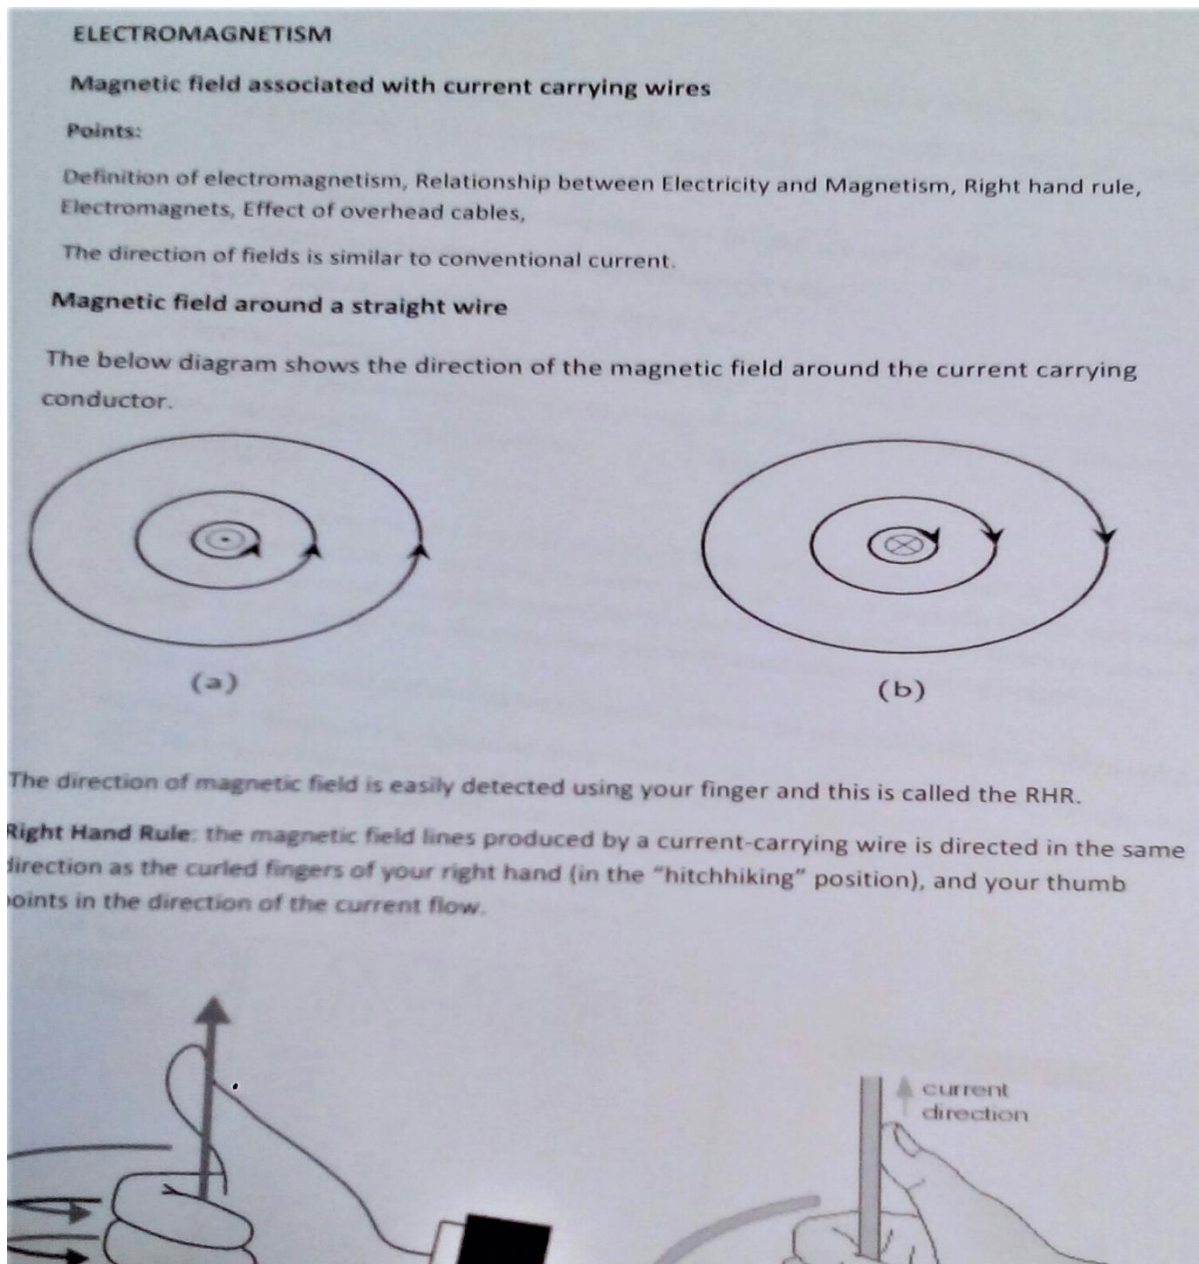 ELECTROMAGNETISM
Magnetic field associated with current carrying wires
Points:
Definition of electromagnetism, Relationship between Electricity and Magnetism, Right hand rule,
Electromagnets, Effect of overhead cables,
The direction of fields is similar to conventional current.
Magnetic field around a straight wire
The below diagram shows the direction of the magnetic field around the current carrying
conductor.
(a)
(b)
The direction of magnetic field is easily detected using your finger and this is called the RHR.
Right Hand Rule: the magnetic field lines produced by a current-carrying wire is directed in the same
direction as the curled fingers of your right hand (in the "hitchhiking" position), and your thumb
points in the direction of the current flow.
current
direction